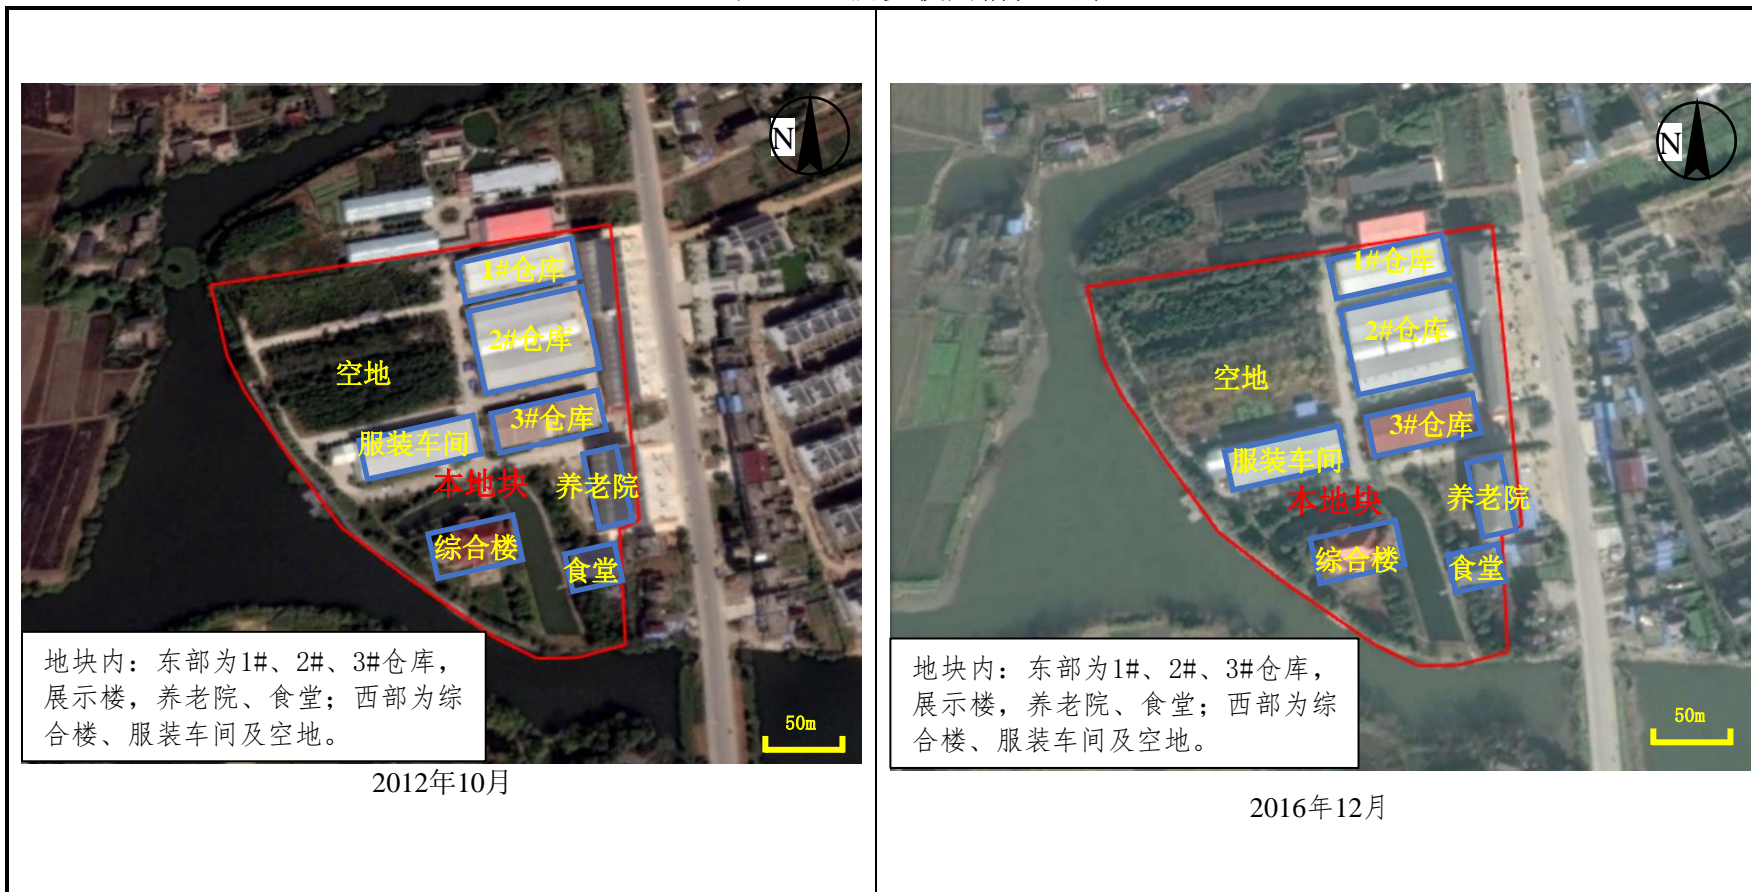 N
1#仓库
2#仓库
空地
3#仓库
服装车间
本地块
养老院
综合楼
食堂
地块内：东部为1#、2#、3#仓库，
展示楼，养老院、食堂；西部为综
合楼、服装车间及空地。
50m
2012年10月
N
1#仓库
2#仓库
空地
3#仓库
服装车间
本地块
养老院
综合楼
食堂
地块内：东部为1#、2#、3#仓库，
展示楼，养老院、食堂；西部为综
合楼、服装车间及空地。
50m
2016年12月